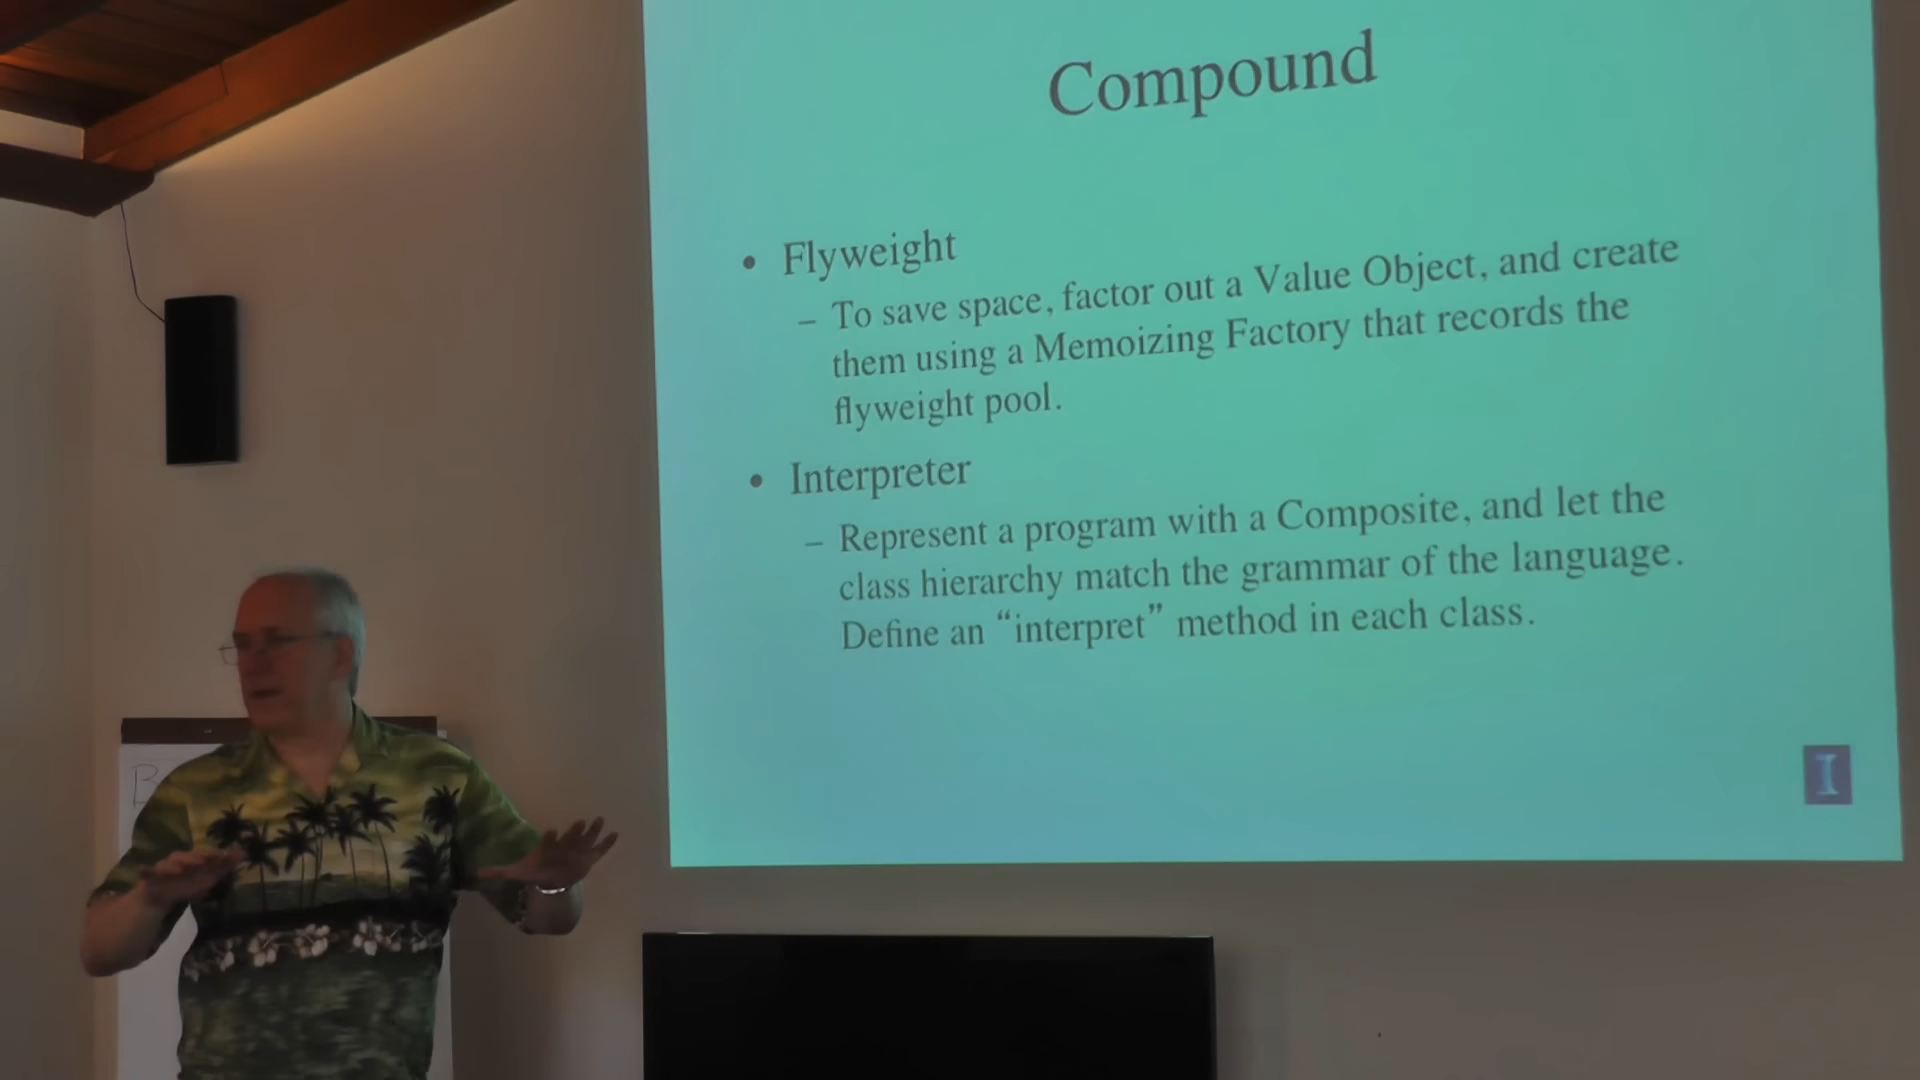 Compound
• Flyweight
– To save space, factor out a Value Object, and create
them using a Memoizing Factory that records the
flyweight pool.
• Interpreter
– Represent a program with a Composite, and let the
class hierarchy match the grammar of the language.
Define an “interpret” method in each class.
I
B